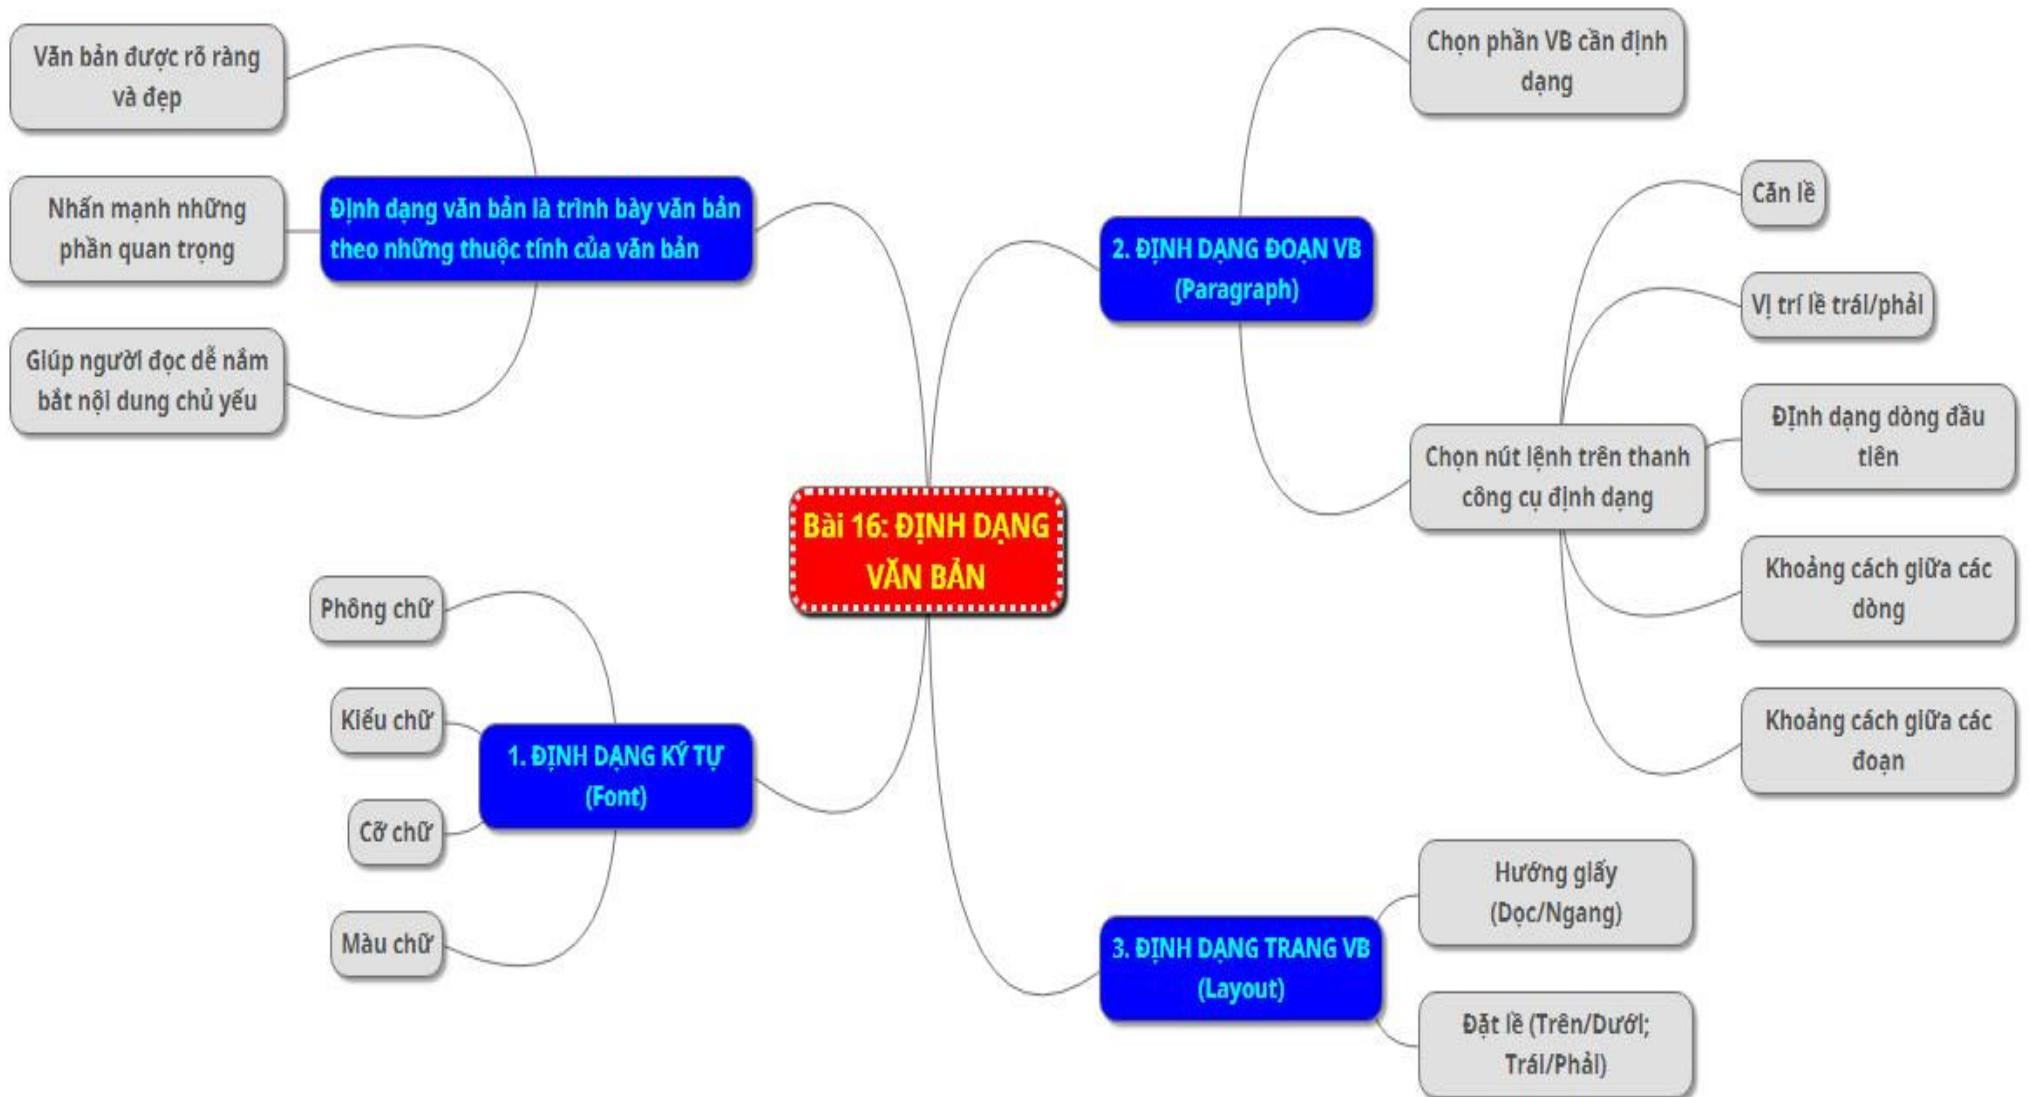 Văn bản được rõ ràng
và đẹp
Nhấn mạnh những
phần quan trọng
Giúp người đọc dễ nắm
bắt nội dung chủ yếu
Định dạng văn bản là trình bày văn bản
theo những thuộc tính của văn bản
Bài 16: ĐỊNH DẠNG
VĂN BẢN
Phông chữ
Kiểu chữ
Cỡ chữ
Màu chữ
1. ĐỊNH DẠNG KÝ TỰ
(Font)
2. ĐỊNH DẠNG ĐOẠN VB
(Paragraph)
Chọn phần VB cần định
dạng
Chọn nút lệnh trên thanh
công cụ định dạng
Căn lề
Vị trí lề trái/phải
Định dạng dòng đầu
tiên
Khoảng cách giữa các
dòng
Khoảng cách giữa các
đoạn
3. ĐỊNH DẠNG TRANG VB
(Layout)
Hướng giấy
(Dọc/Ngang)
Đặt lề (Trên/Dưới;
Trái/Phải)